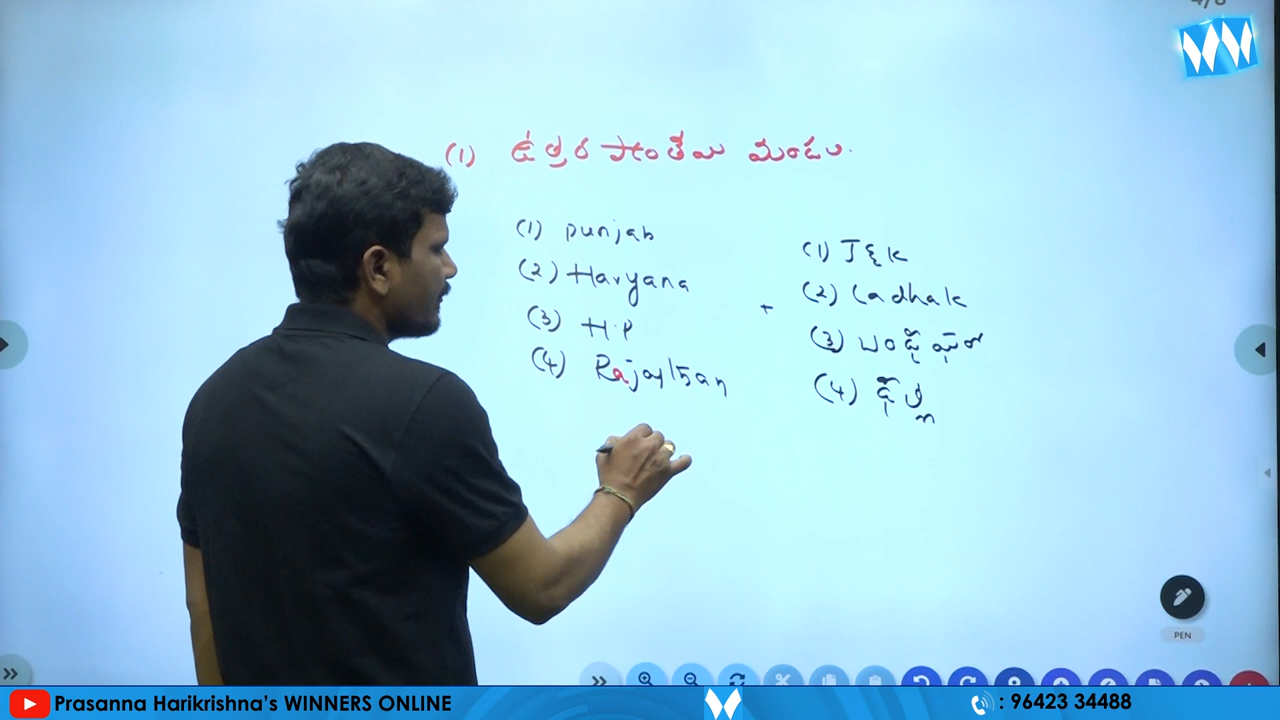 (1) ఉత్తర ప్రాంతీయ మండలి.
(1) punjab
(2) Haryana
(3) H.P
(4) Rajasthan
+
(1) J & K
(2) Ladhak
(3) చండీఘర్
(4) ఢిల్లీ
PEN
Prasanna Harikrishna's WINNERS ONLINE
: 96423 34488